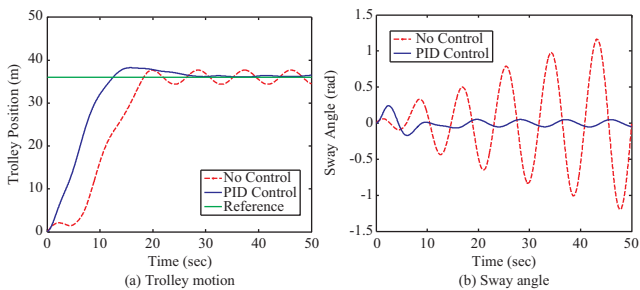 50
40
30
20
10
0
Trolley Position (m)
No Control
PID Control
Reference
0 10 20 30 40 50
Time (sec)
(a) Trolley motion
1.5
1
0.5
0
-0.5
-1
-1.5
Sway Angle (rad)
No Control
PID Control
0 10 20 30 40 50
Time (sec)
(b) Sway angle